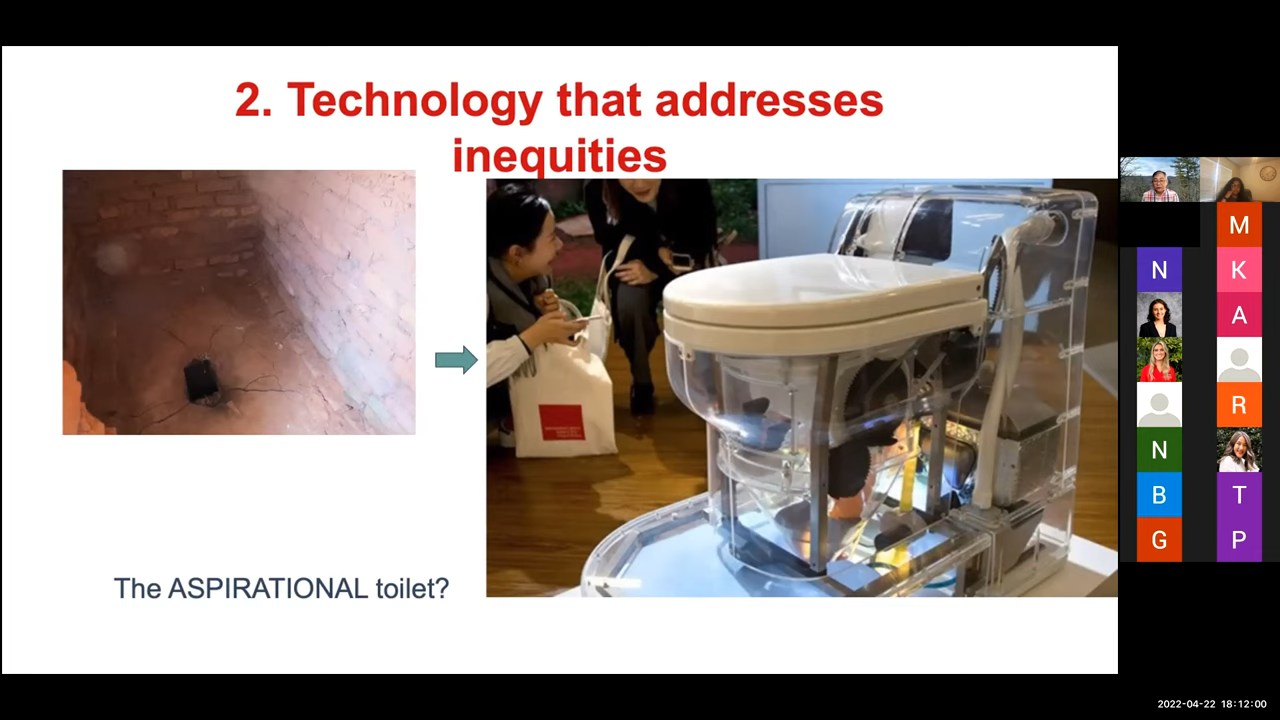 2. Technology that addresses
inequities
The ASPIRATIONAL toilet?
M
N
K
A
R
N
B
T
G
P
2022-04-22 18:12:00